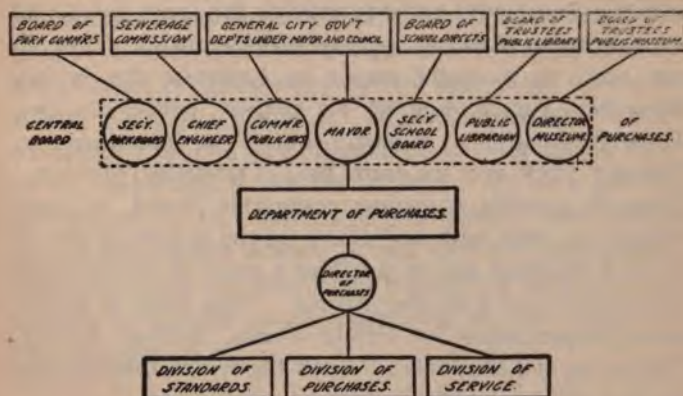 BOARD OF
PARK COMM'RS
SEWERAGE
COMMISSION
GENERAL CITY GOV'T
DEP'TS UNDER MAYOR AND COUNCIL
BOARD OF
SCHOOL DIRECTS
BOARD OF
TRUSTEES
PUBLIC LIBRARY
BOARD OF
TRUSTEES
PUBLIC MUSEUM.
CENTRAL
BOARD
SEC'Y.
PARK BOARD
CHIEF
ENGINEER
COMM'R
PUBLIC WKS.
MAYOR
SEC'Y
SCHOOL
BOARD.
PUBLIC
LIBRARIAN
DIRECTOR
MUSEUM.
OF
PURCHASES.
DEPARTMENT OF PURCHASES.
DIRECTOR
OF
PURCHASES
DIVISION OF
STANDARDS.
DIVISION OF
PURCHASES.
DIVISION OF
SERVICE.